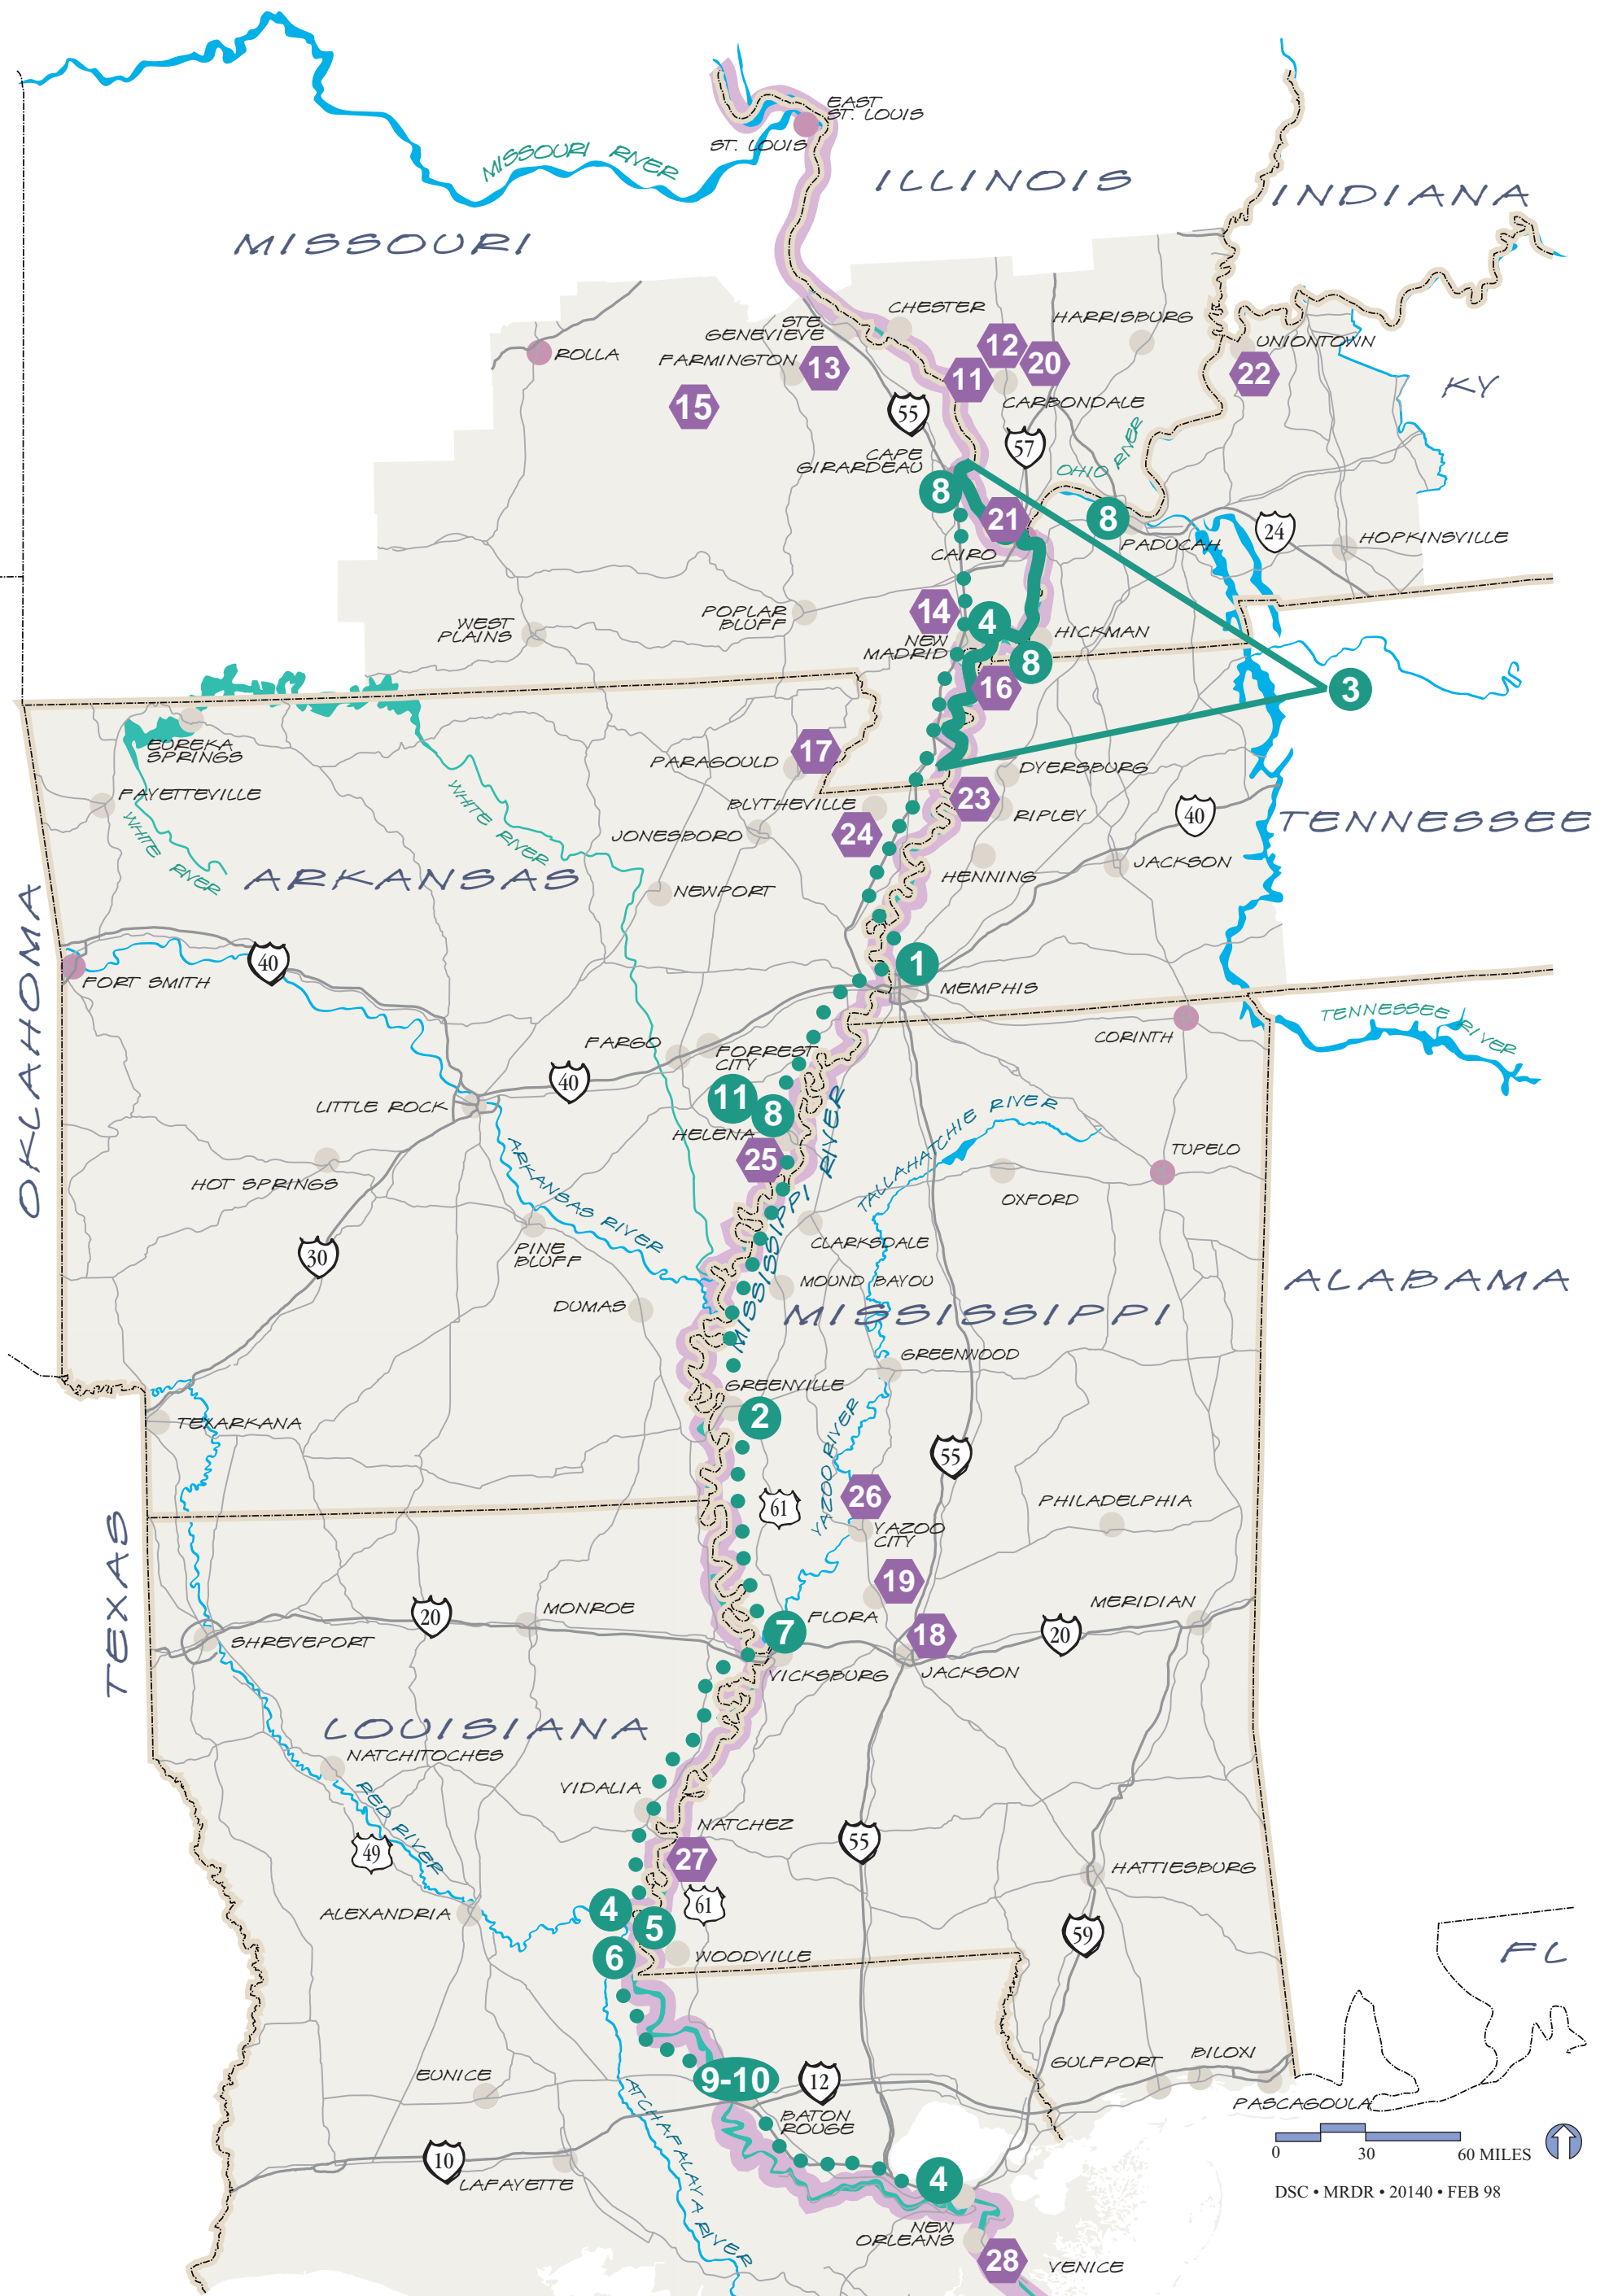 EAST
ST. LOUIS
ST. LOUIS
MISSOURI RIVER
ILLINOIS
INDIANA
MISSOURI
CHESTER
HARRISBURG
STE.
GENEVIEVE
UNIONTOWN
ROLLA
FARMINGTON
13
12
20
11
22
KY
15
55
CARBONDALE
57
CAPE
GIRARDEAU
OHIO RIVER
8
21
8
24
CAIRO
PADUCAH
HOPKINSVILLE
14
4
POPLAR
BLUFF
WEST
PLAINS
NEW
MADRID
HICKMAN
8
16
3
EUREKA
SPRINGS
17
PARAGOULD
DYERSBURG
FAYETTEVILLE
WHITE RIVER
WHITE RIVER
BLYTHEVILLE
23
RIPLEY
40
TENNESSEE
JONESBORO
24
JACKSON
ARKANSAS
HENNING
NEWPORT
OKLAHOMA
40
1
FORT SMITH
MEMPHIS
TENNESSEE RIVER
CORINTH
FARGO
FORREST
CITY
40
11
8
LITTLE ROCK
HELENA
MISSISSIPPI RIVER
TALLAHATCHIE RIVER
25
TUPELO
HOT SPRINGS
ARKANSAS RIVER
OXFORD
30
PINE
BLUFF
CLARKSDALE
MOUND BAYOU
ALABAMA
DUMAS
MISSISSIPPI
GREENWOOD
GREENVILLE
2
TEXARKANA
YAZOO RIVER
55
26
61
PHILADELPHIA
YAZOO
CITY
TEXAS
19
MERIDIAN
20
MONROE
FLORA
7
18
20
SHREVEPORT
VICKSBURG
JACKSON
LOUISIANA
NATCHITOCHES
VIDALIA
RED RIVER
NATCHEZ
55
49
27
HATTIESBURG
61
ALEXANDRIA
4
5
59
6
WOODVILLE
FL
GULFPORT
BILOXI
EUNICE
9-10
12
PASCAGOULA
ATCHAFALAYA RIVER
BATON
ROUGE
0 30 60 MILES
10
LAFAYETTE
4
DSC • MRDR • 20140 • FEB 98
NEW
ORLEANS
28
VENICE